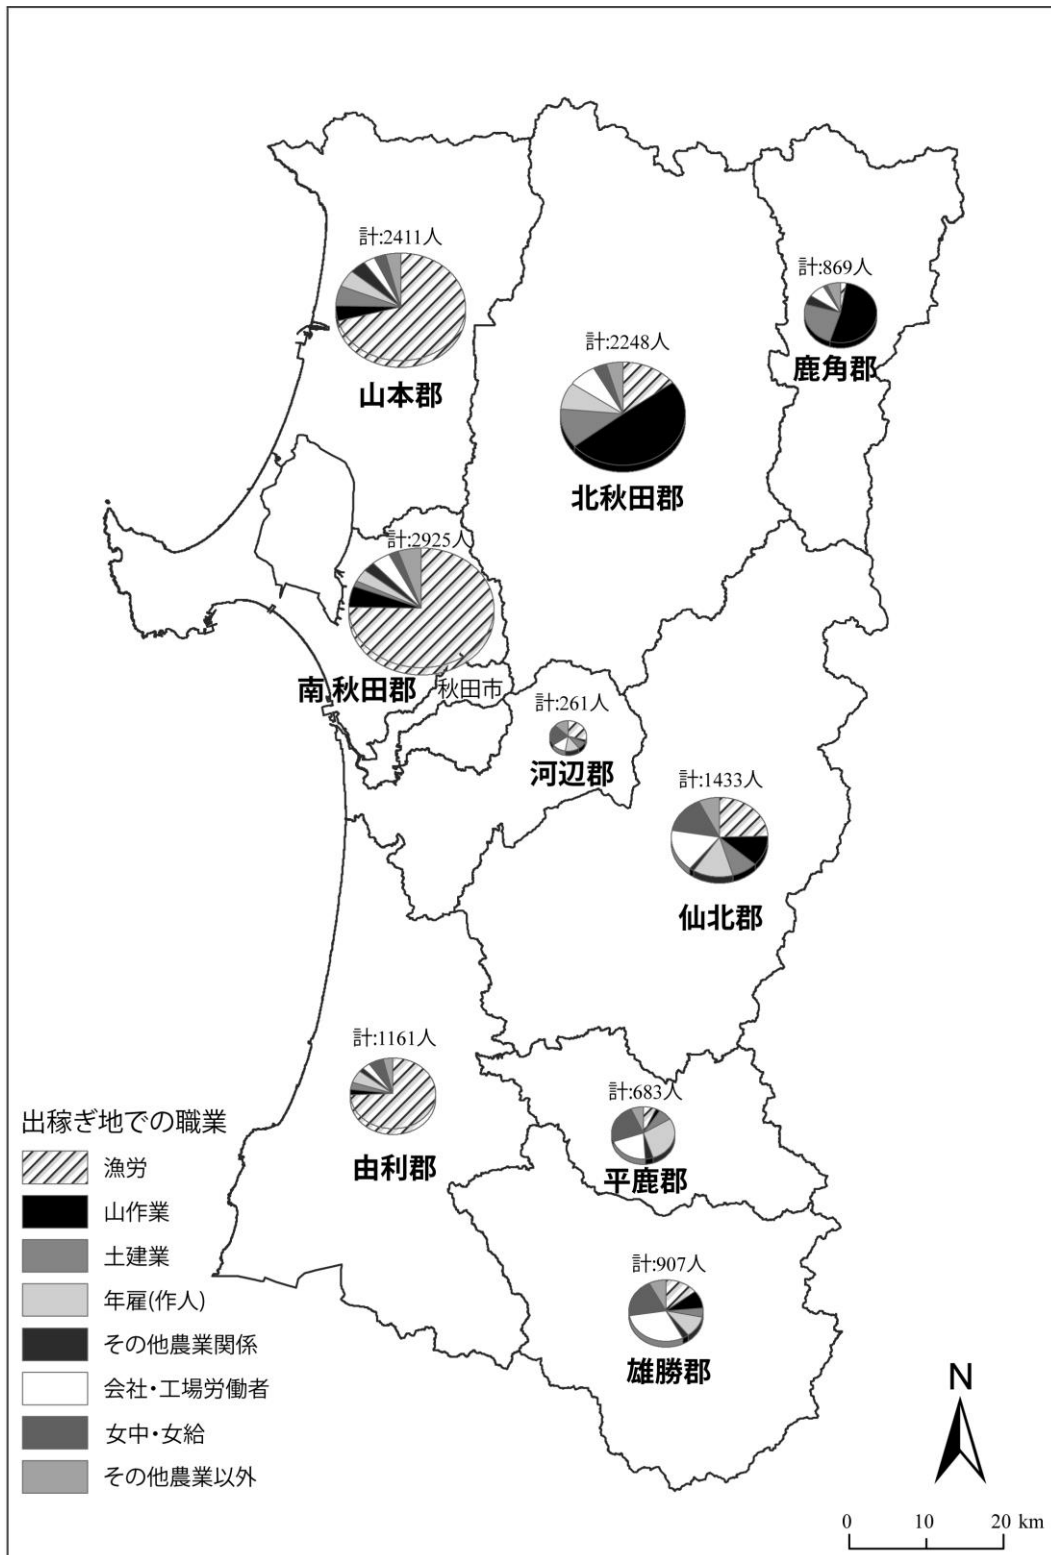 計:2411人
山本郡
計:869人
鹿角郡
計:2248人
北秋田郡
計:2925人
南秋田郡
秋田市
計:261人
河辺郡
計:1433人
仙北郡
計:1161人
由利郡
計:683人
平鹿郡
計:907人
雄勝郡
出稼ぎ地での職業
漁労
山作業
土建業
年雇(作人)
その他農業関係
会社・工場労働者
女中・女給
その他農業以外
N
0 10 20 km